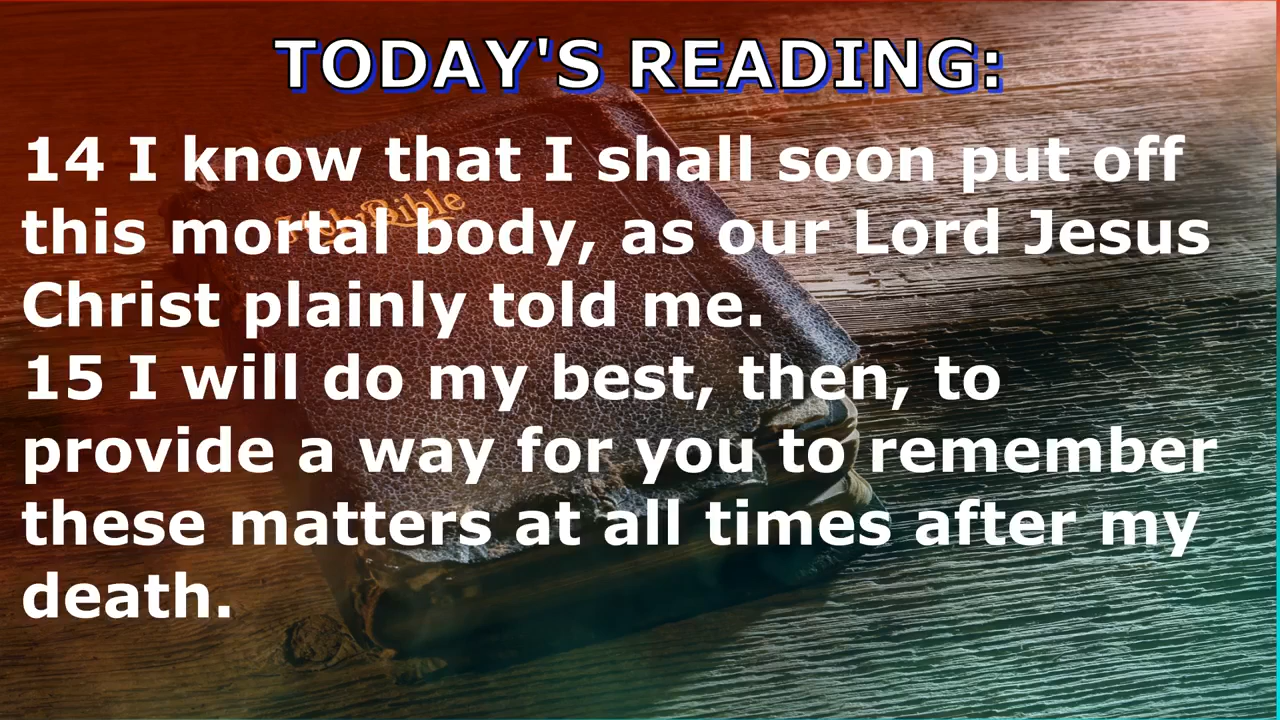 TODAY'S READING:
14 I know that I shall soon put off
this mortal body, as our Lord Jesus
Christ plainly told me.
15 I will do my best, then, to
provide a way for you to remember
these matters at all times after my
death.
Holy Bible